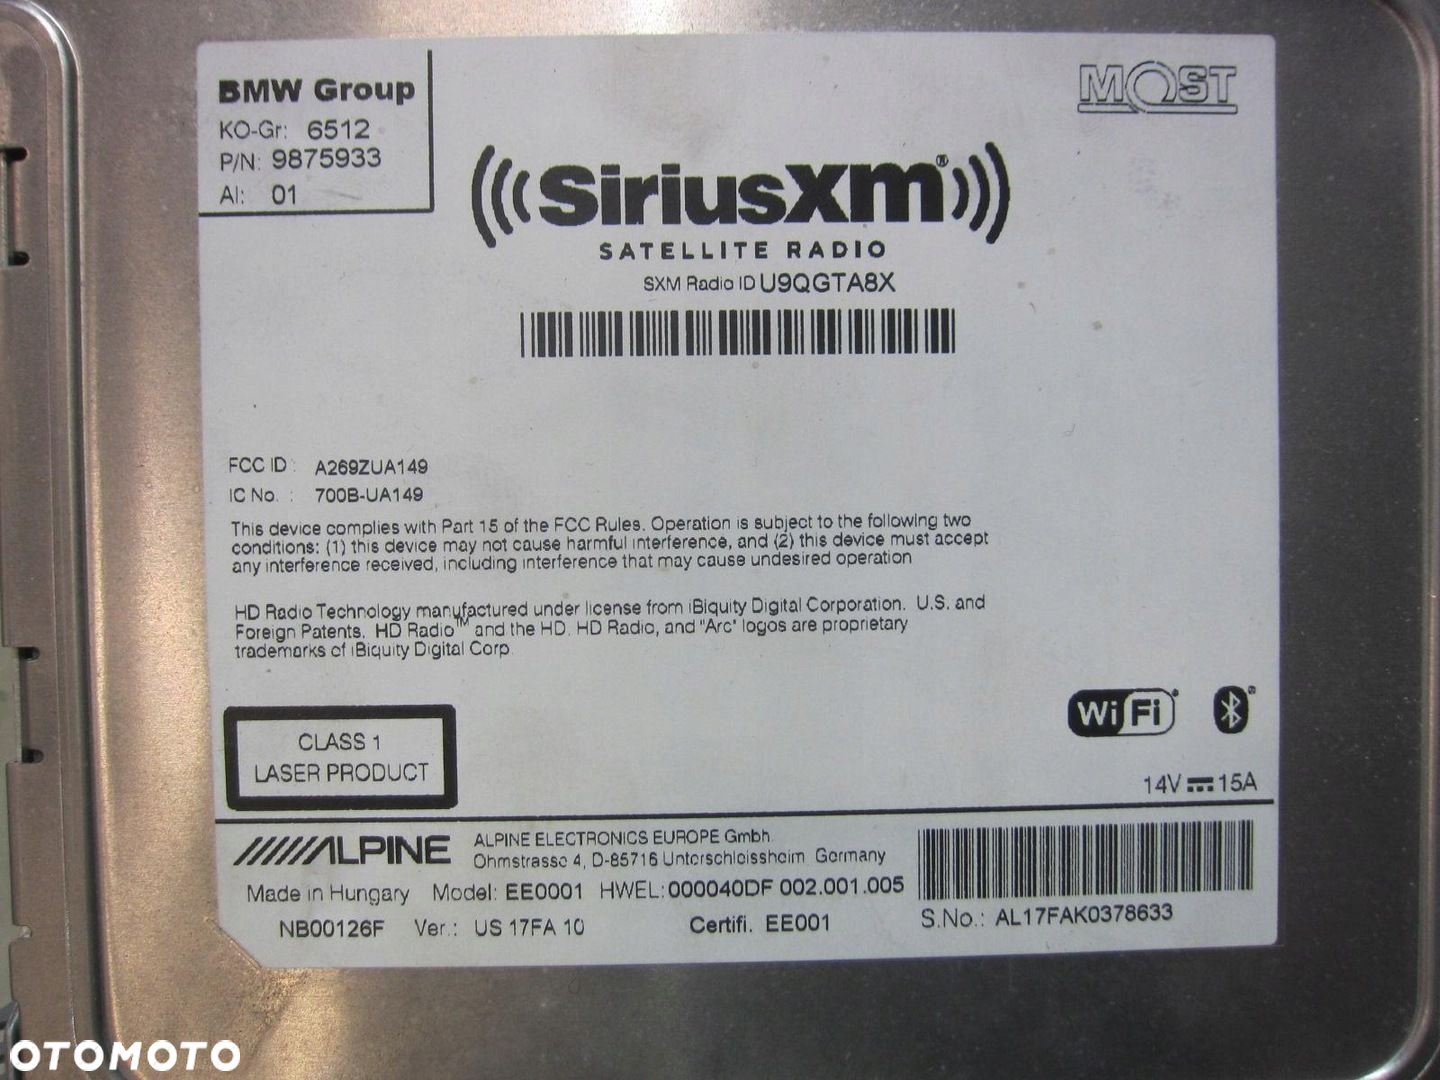 BMW Group
KO-Gr: 6512
P/N: 9875933
AI: 01
MOST
SiriusXm®
SATELLITE RADIO
SXM Radio ID U9QGTA8X
FCC ID : A269ZUA149
IC No. : 700B-UA149
This device complies with Part 15 of the FCC Rules. Operation is subject to the following two
conditions: (1) this device may not cause harmful interference, and (2) this device must accept
any interference received, including interference that may cause undesired operation
HD Radio Technology manufactured under license from iBiquity Digital Corporation. U.S. and
Foreign Patents. HD Radio™ and the HD, HD Radio, and "Arc" logos are proprietary
trademarks of iBiquity Digital Corp.
WiFi®
CLASS 1
LASER PRODUCT
14V 15A
ALPINE
ALPINE ELECTRONICS EUROPE Gmbh.
Ohmstrasse 4, D-85716 Unterschleissheim, Germany
Made in Hungary Model: EE0001 HWEL: 000040DF 002.001.005
NB00126F Ver.: US 17FA 10 Certifi. EE001 S.No.: AL17FAK0378633
OTOMOTO